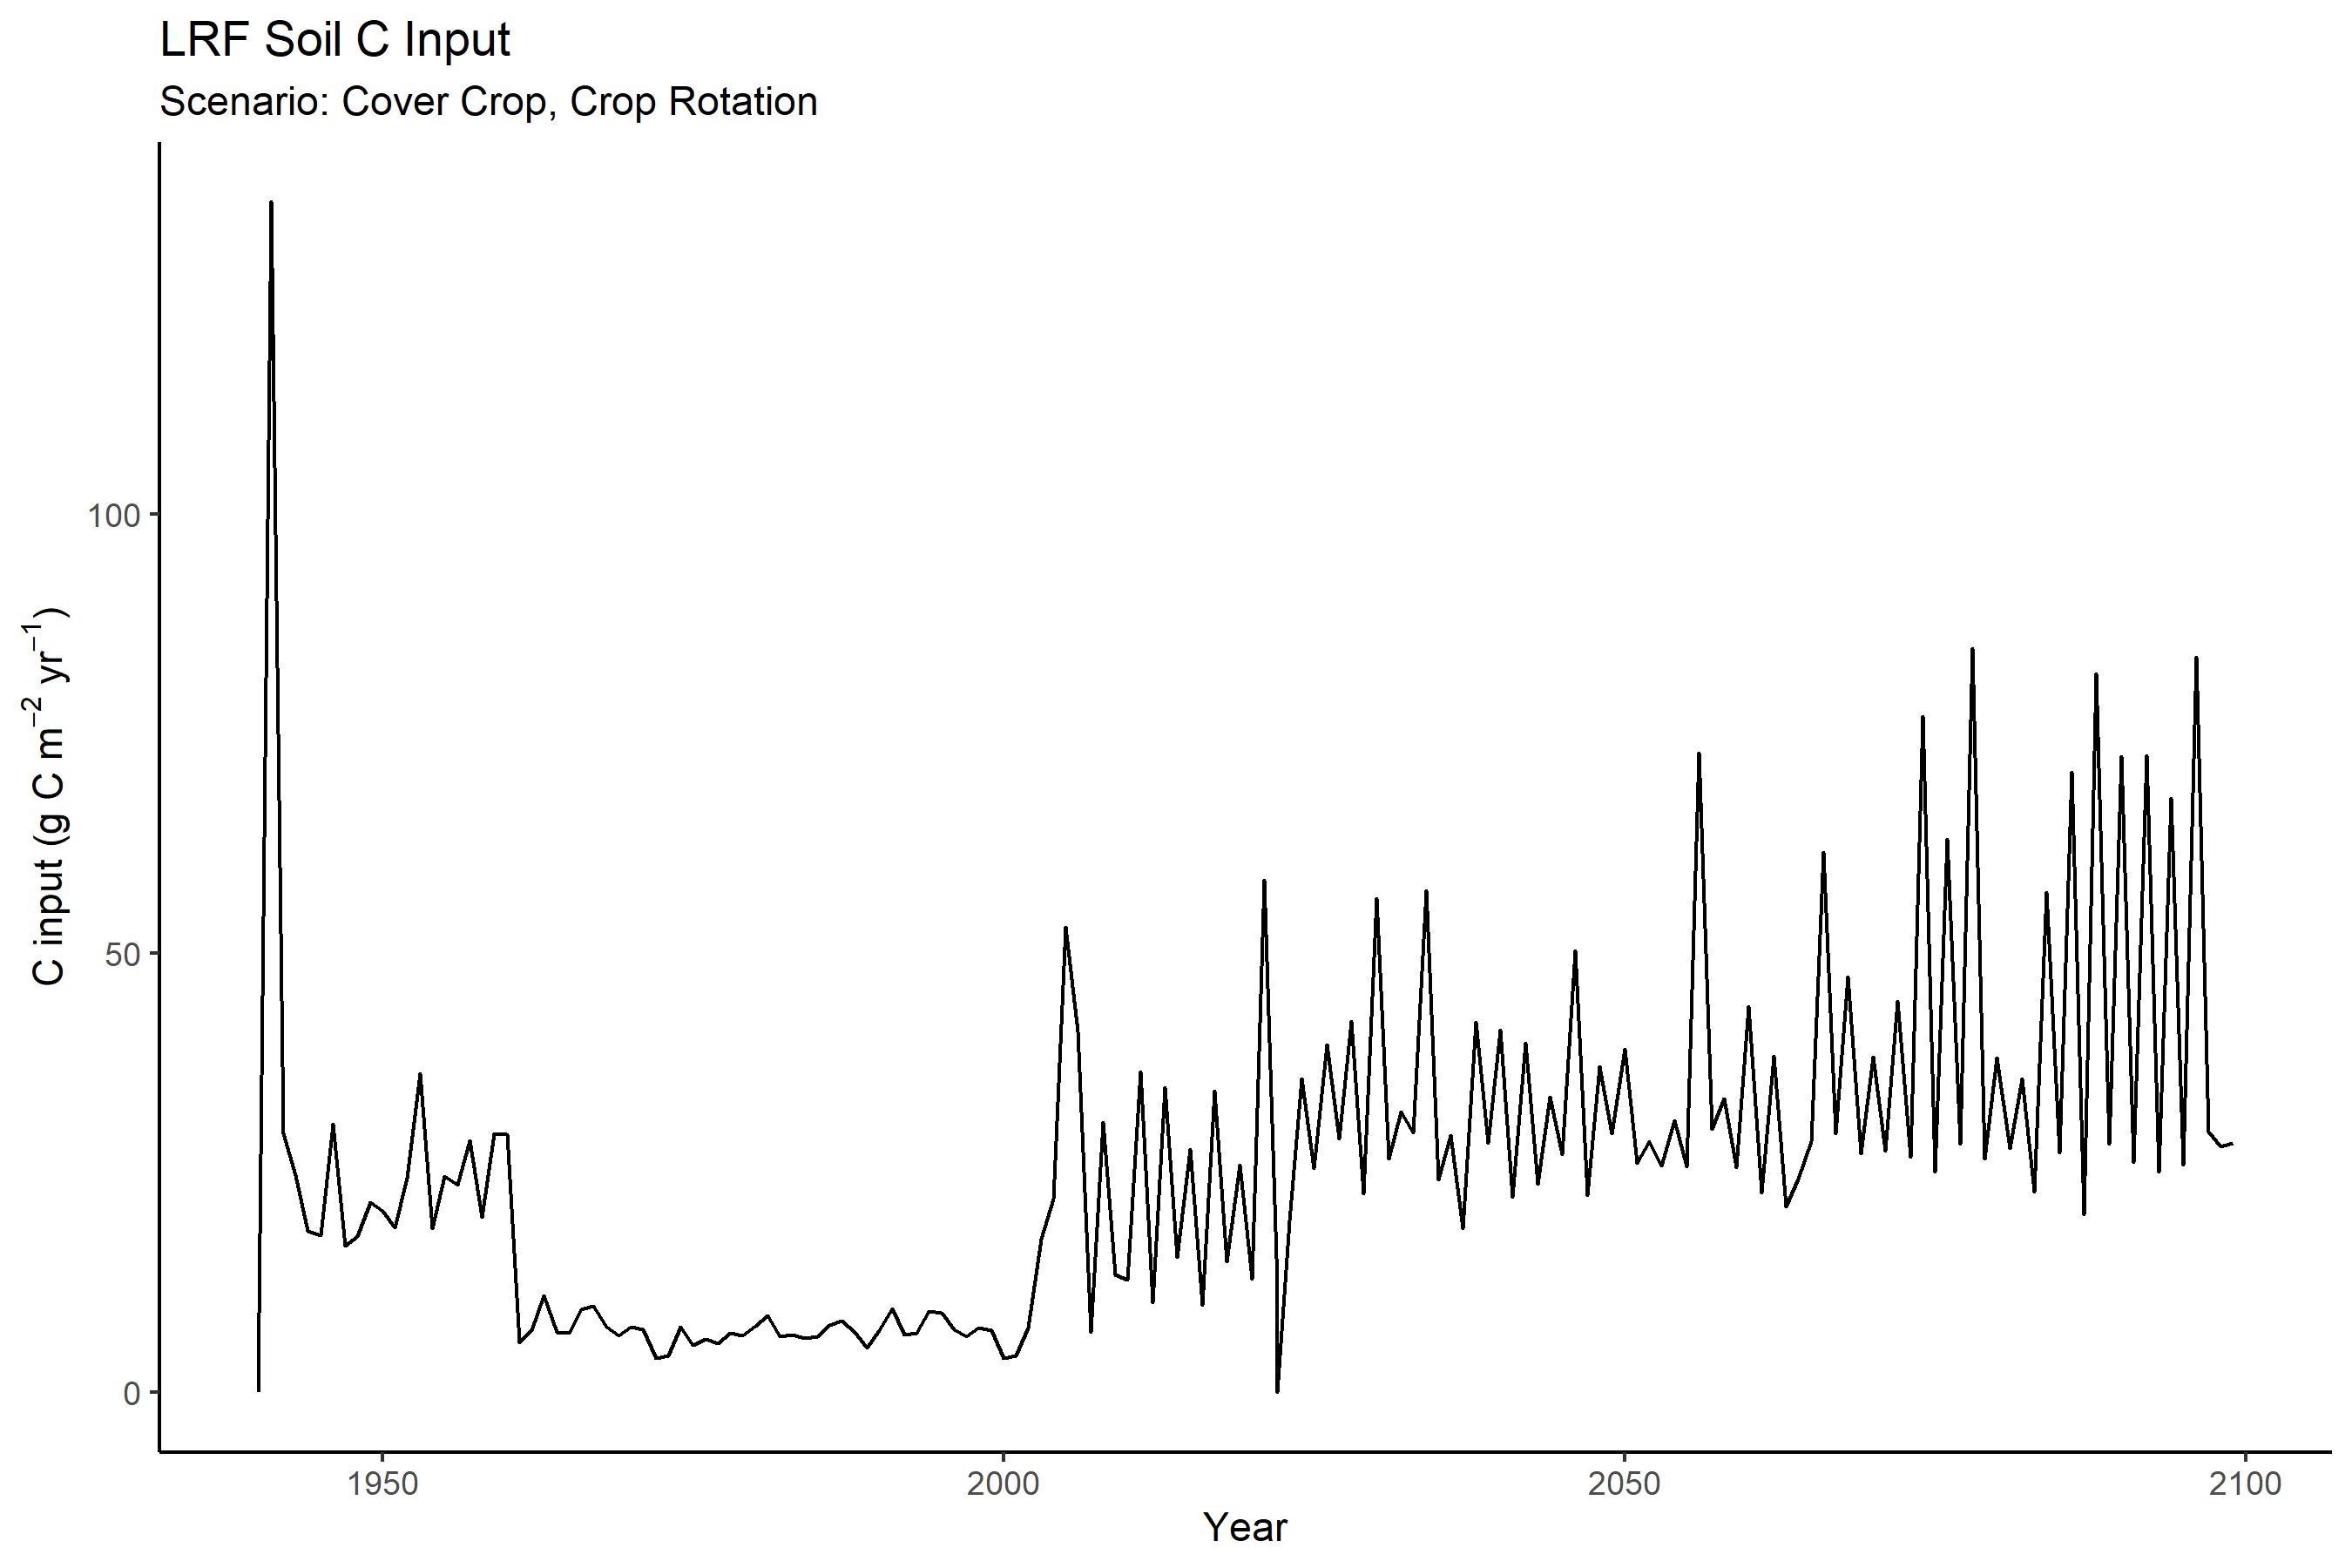 LRF Soil C Input
Scenario: Cover Crop, Crop Rotation
C input (g C m⁻² yr⁻¹)
100
50
0
1950
2000
2050
2100
Year